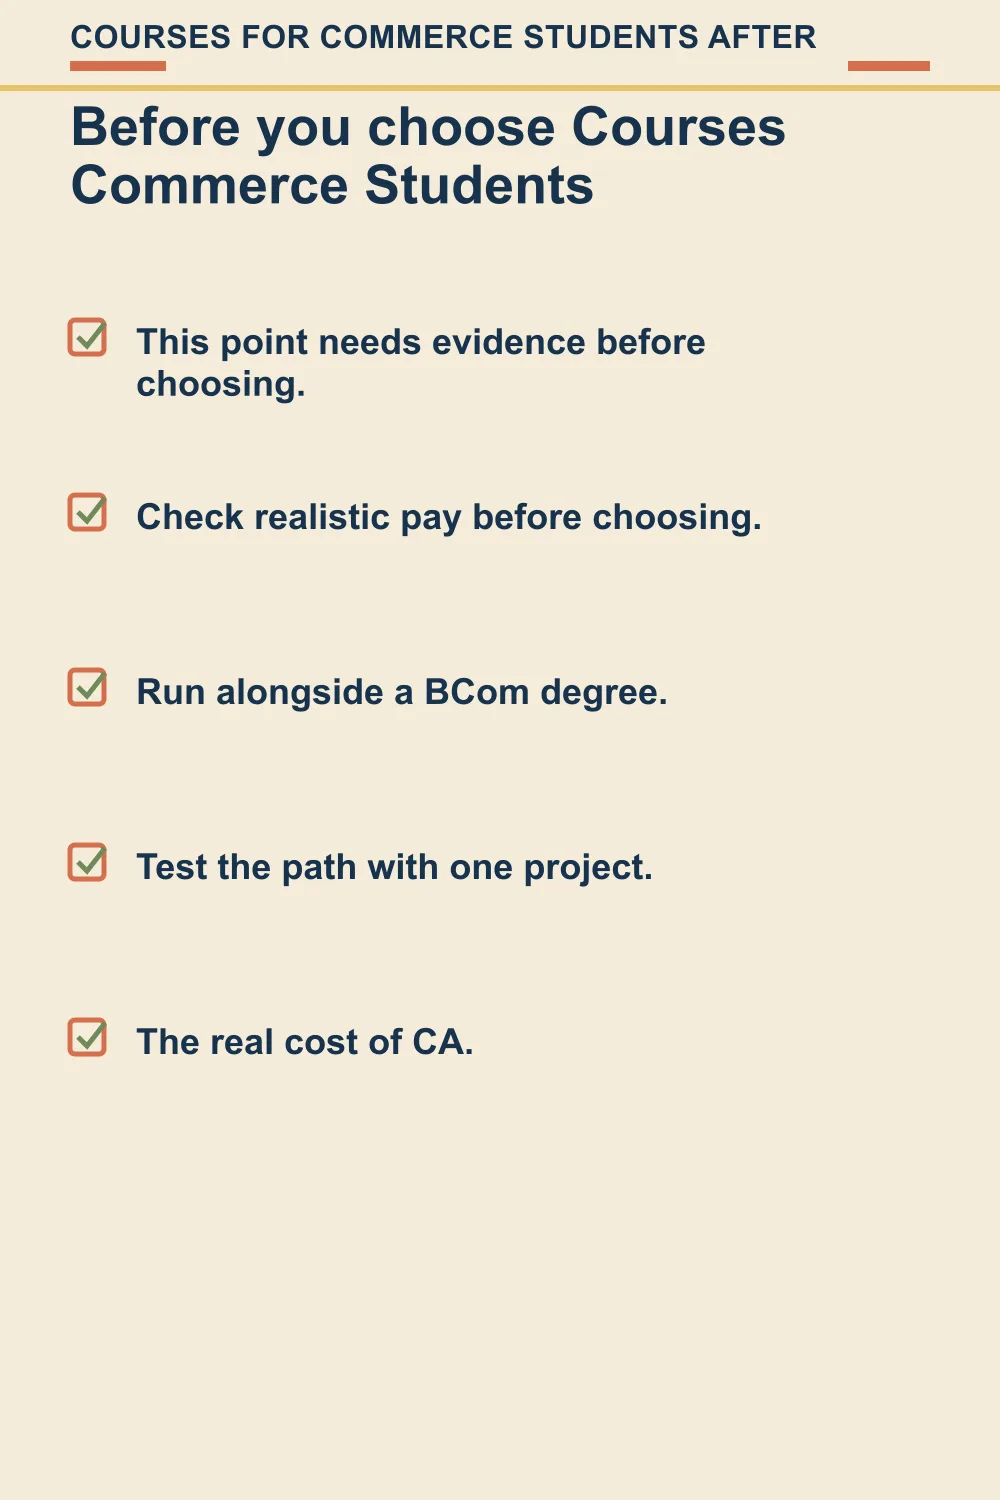 COURSES FOR COMMERCE STUDENTS AFTER
Before you choose Courses
Commerce Students
This point needs evidence before
choosing.
Check realistic pay before choosing.
Run alongside a BCom degree.
Test the path with one project.
The real cost of CA.